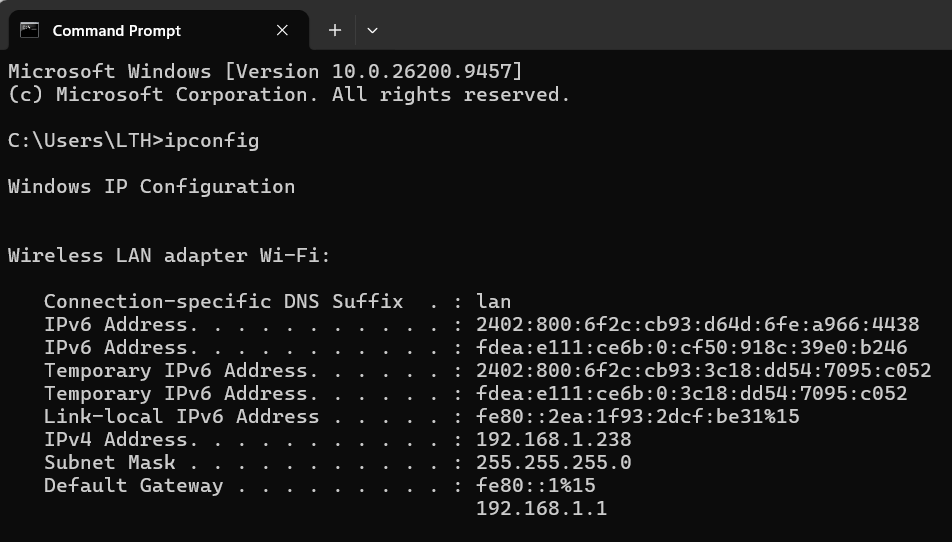 Command Prompt
Microsoft Windows [Version 10.0.26200.9457]
(c) Microsoft Corporation. All rights reserved.
C:\Users\LTH>ipconfig
Windows IP Configuration
Wireless LAN adapter Wi-Fi:
Connection-specific DNS Suffix  . : lan
IPv6 Address. . . . . . . . . . . : 2402:800:6f2c:cb93:d64d:6fe:a966:4438
IPv6 Address. . . . . . . . . . . : fdea:e111:ce6b:0:cf50:918c:39e0:b246
Temporary IPv6 Address. . . . . . : 2402:800:6f2c:cb93:3c18:dd54:7095:c052
Temporary IPv6 Address. . . . . . : fdea:e111:ce6b:0:3c18:dd54:7095:c052
Link-local IPv6 Address . . . . . : fe80::2ea:1f93:2dcf:be31%15
IPv4 Address. . . . . . . . . . . : 192.168.1.238
Subnet Mask . . . . . . . . . . . : 255.255.255.0
Default Gateway . . . . . . . . . : fe80::1%15
192.168.1.1